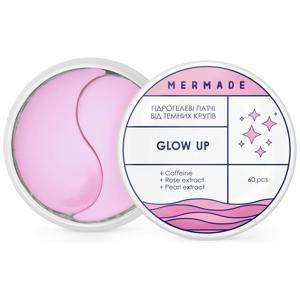 MERMADE
ГІДРОГЕЛЕВІ ПАТЧІ
ВІД ТЕМНИХ КРУГІВ
GLOW UP
+ Caffeine
+ Rose extract
+ Pearl extract
60 pcs